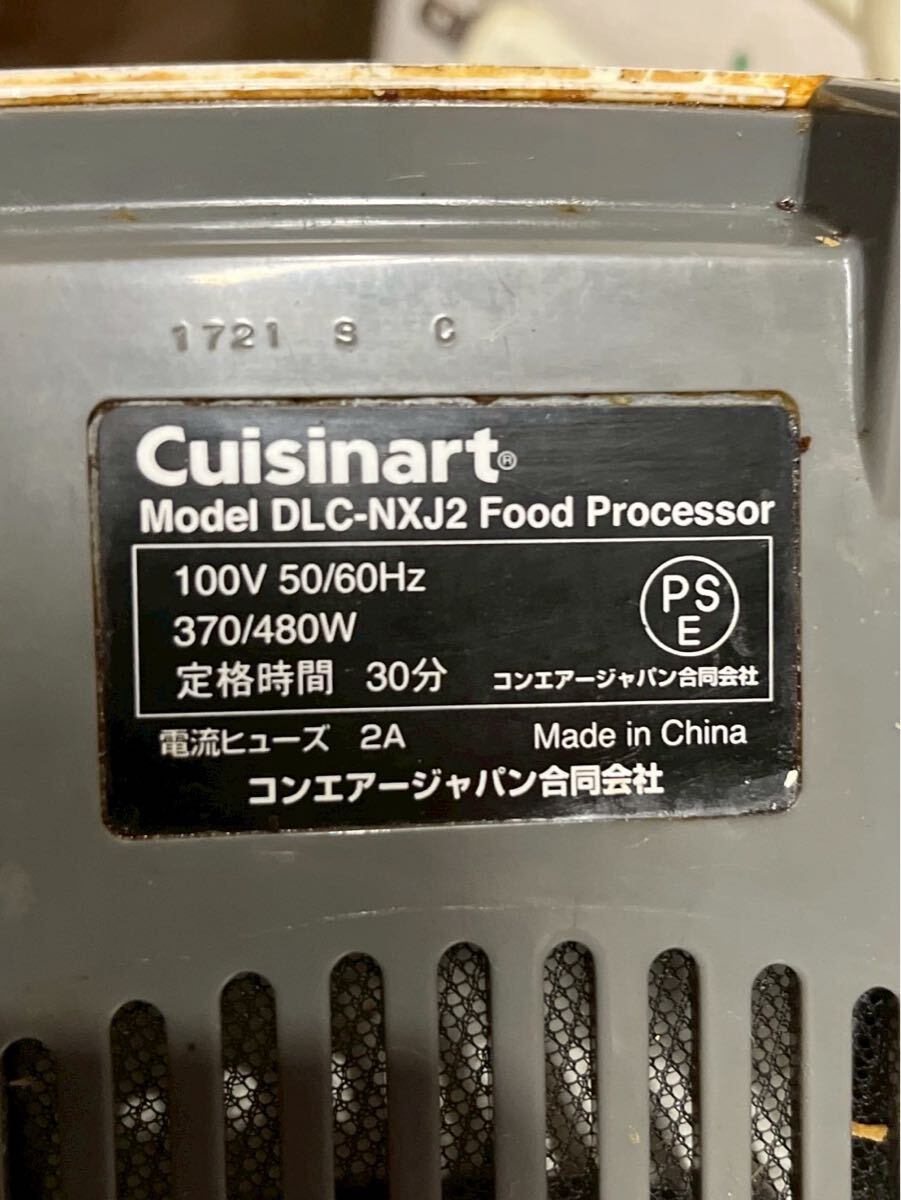 1721 S C
Cuisinart®
Model DLC-NXJ2 Food Processor
100V 50/60Hz
370/480W
定格時間 30分
PS
E
コンエアージャパン合同会社
電流ヒューズ 2A Made in China
コンエアージャパン合同会社